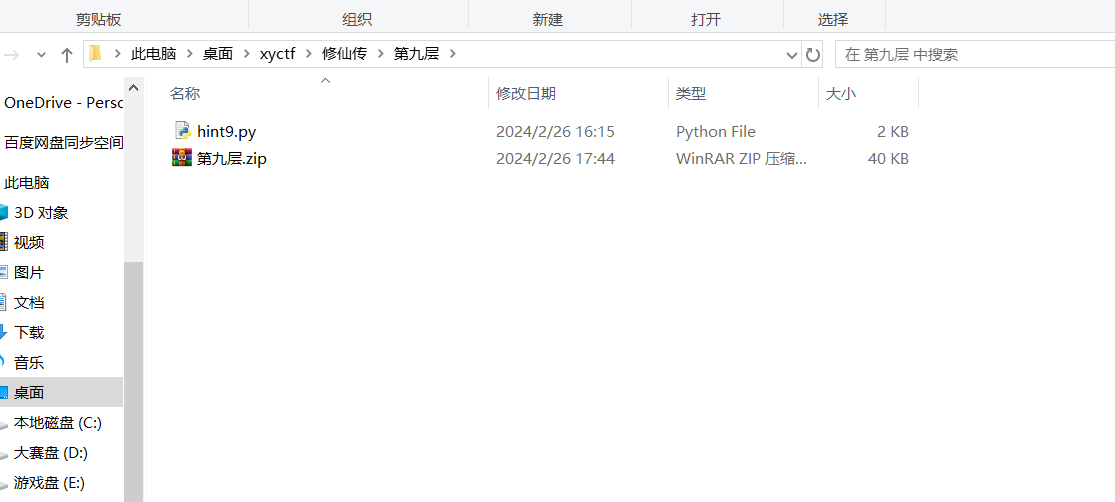 剪贴板 组织 新建 打开 选择
此电脑 > 桌面 > xyctf > 修仙传 > 第九层 > 在 第九层 中搜索
OneDrive - Perso
百度网盘同步空间
此电脑
3D 对象
视频
图片
文档
下载
音乐
桌面
本地磁盘 (C:)
大赛盘 (D:)
游戏盘 (E:)
名称 修改日期 类型 大小
hint9.py 2024/2/26 16:15 Python File 2 KB
第九层.zip 2024/2/26 17:44 WinRAR ZIP 压缩... 40 KB